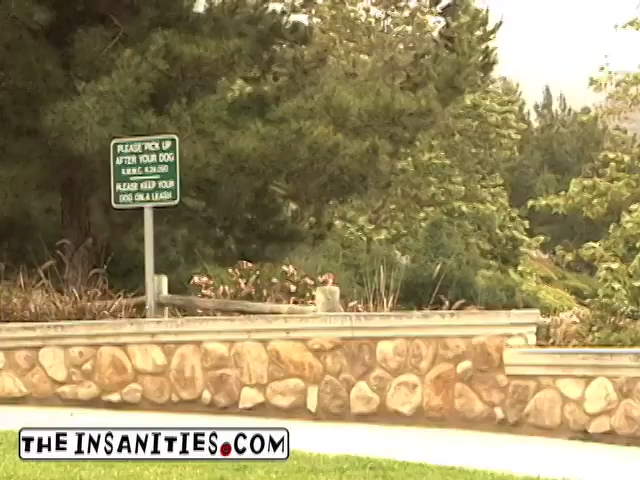 PLEASE PICK UP
AFTER YOUR DOG
PLEASE KEEP YOUR
DOG ON A LEASH
THEINSANITIES.COM